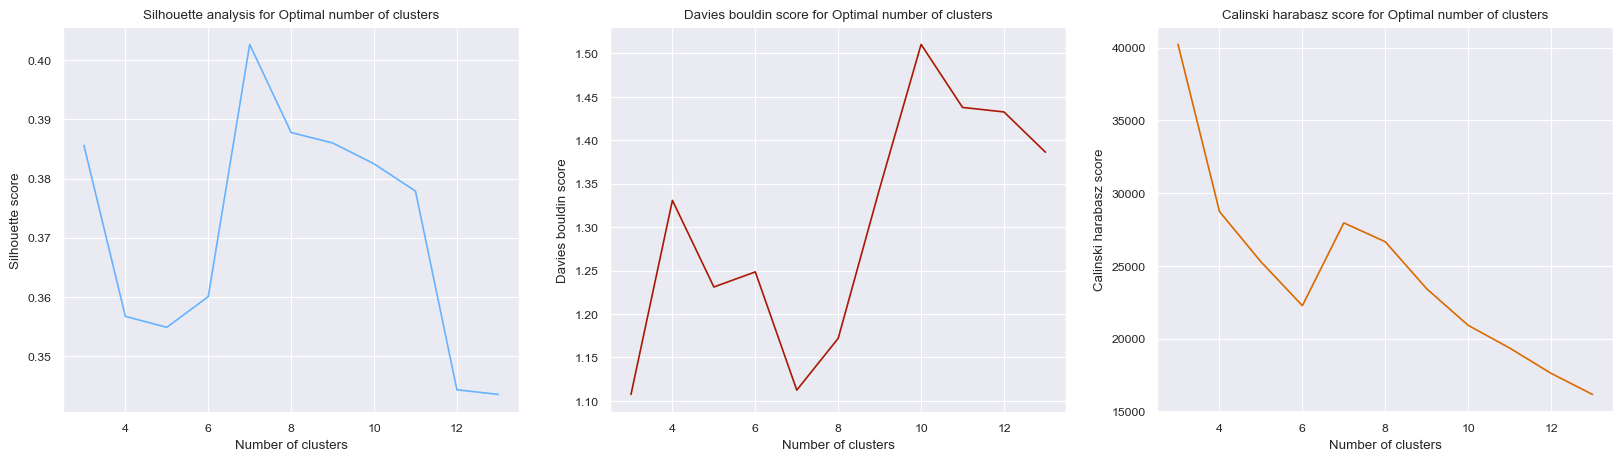 Silhouette analysis for Optimal number of clusters
0.40
0.39
0.38
0.37
0.36
0.35
Silhouette score
4 6 8 10 12
Number of clusters
Davies bouldin score for Optimal number of clusters
1.50
1.45
1.40
1.35
1.30
1.25
1.20
1.15
1.10
Davies bouldin score
4 6 8 10 12
Number of clusters
Calinski harabasz score for Optimal number of clusters
40000
35000
30000
25000
20000
15000
Calinski harabasz score
4 6 8 10 12
Number of clusters